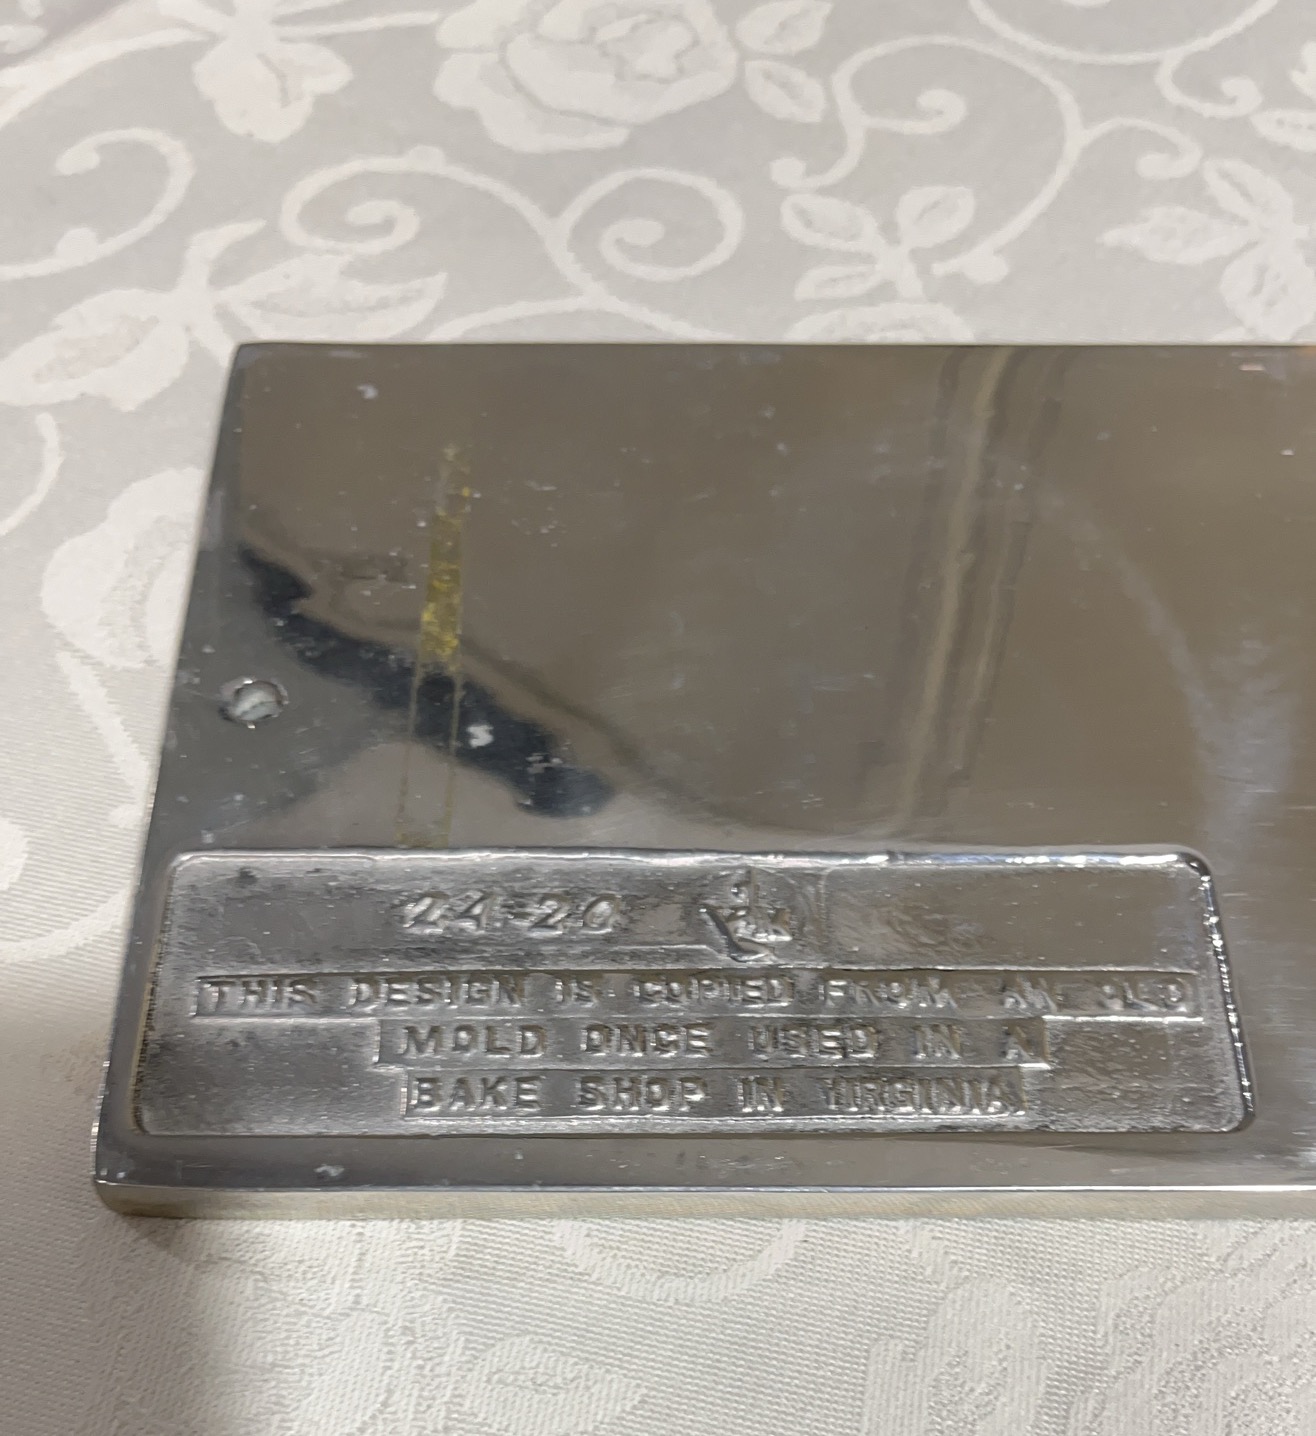 24-20
THIS DESIGN IS COPIED FROM AN OLD
MOLD ONCE USED IN A
BAKE SHOP IN VIRGINIA